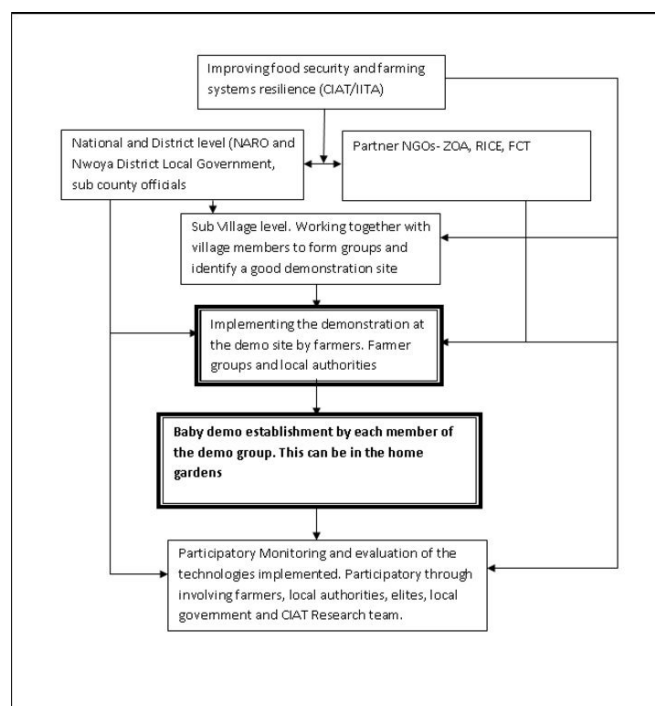 Improving food security and farming
systems resilience (CIAT/IITA)
National and District level (NARO and
Nwoya District Local Government,
sub county officials
Partner NGOs- ZOA, RICE, FCT
Sub Village level. Working together with
village members to form groups and
identify a good demonstration site
Implementing the demonstration at
the demo site by farmers. Farmer
groups and local authorities
Baby demo establishment by each member of
the demo group. This can be in the home
gardens
Participatory Monitoring and evaluation of the
technologies implemented. Participatory through
involving farmers, local authorities, elites, local
government and CIAT Research team.